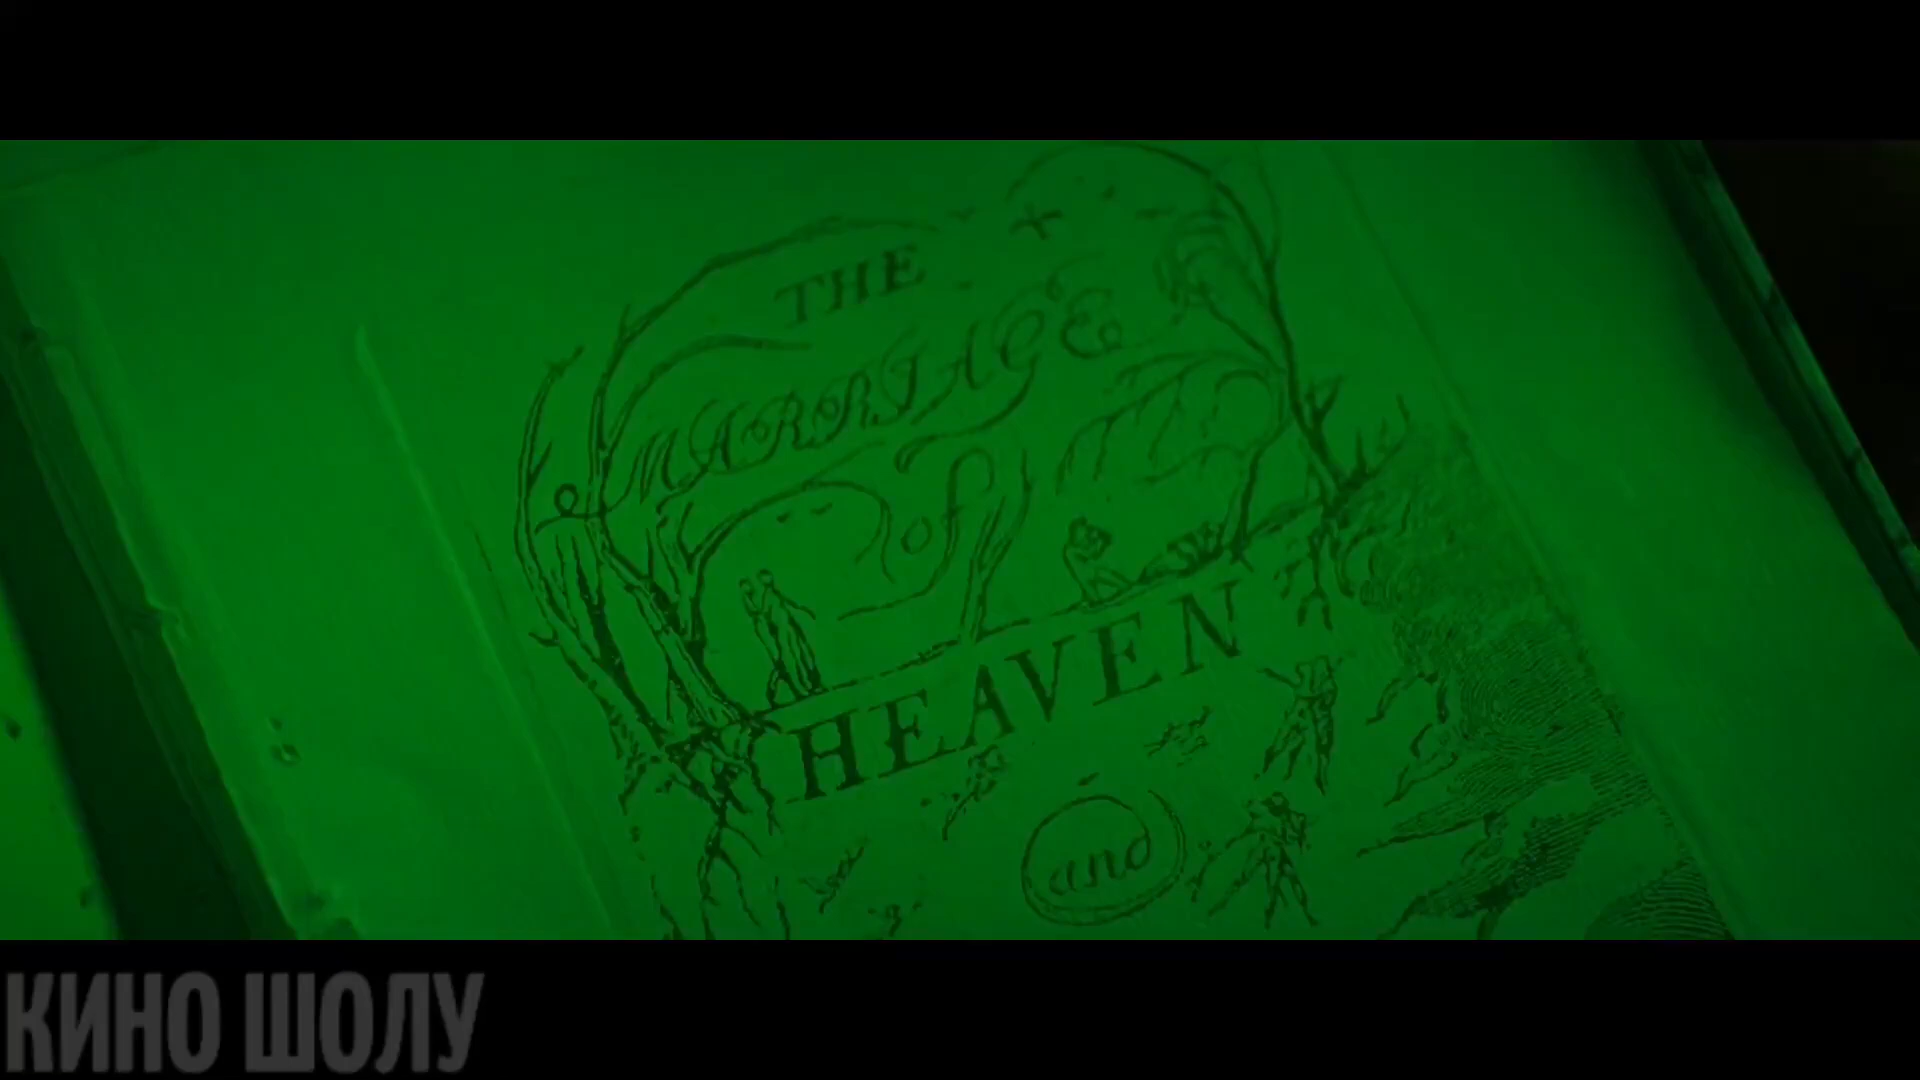 THE
MARRIAGE
of
HEAVEN
and
КИНО ШОЛУ